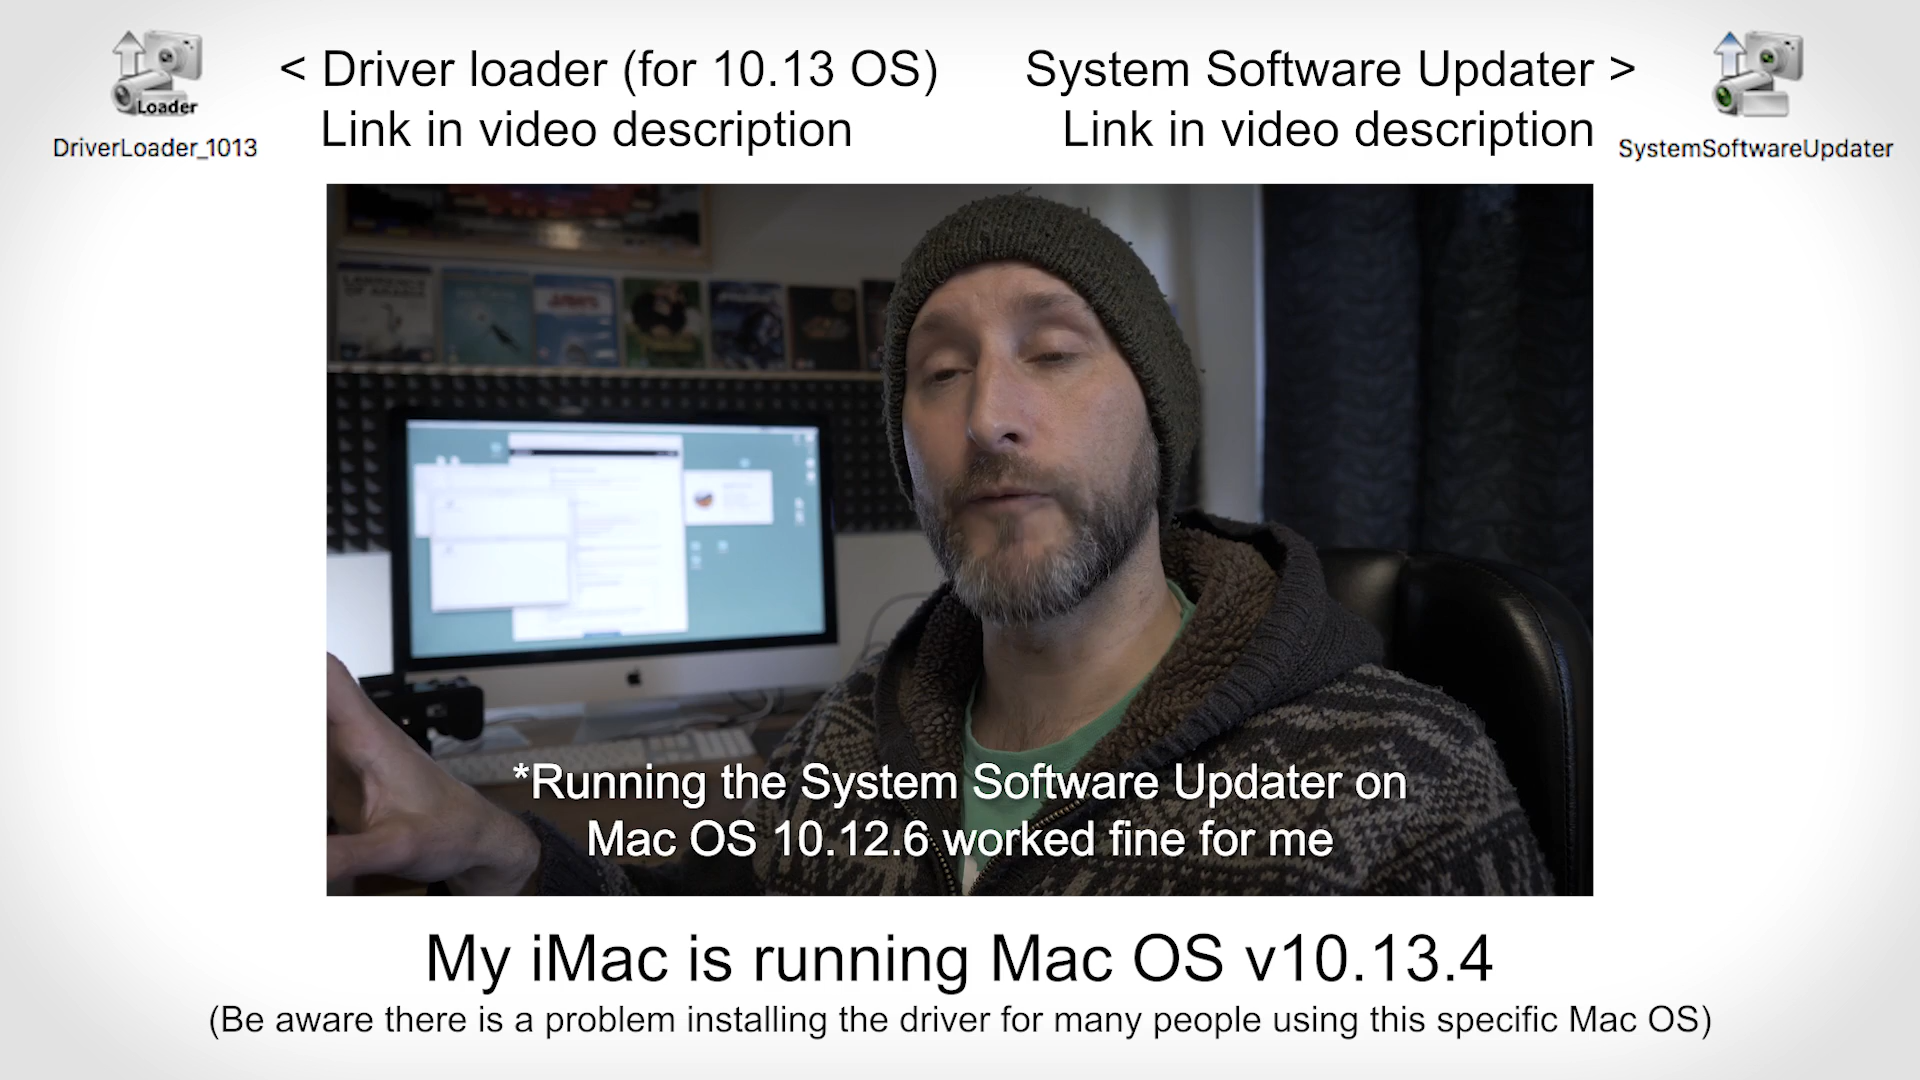 < Driver loader (for 10.13 OS)
Link in video description
System Software Updater >
Link in video description
Loader
DriverLoader_1013
SystemSoftwareUpdater
JAWS
*Running the System Software Updater on
Mac OS 10.12.6 worked fine for me
My iMac is running Mac OS v10.13.4
(Be aware there is a problem installing the driver for many people using this specific Mac OS)